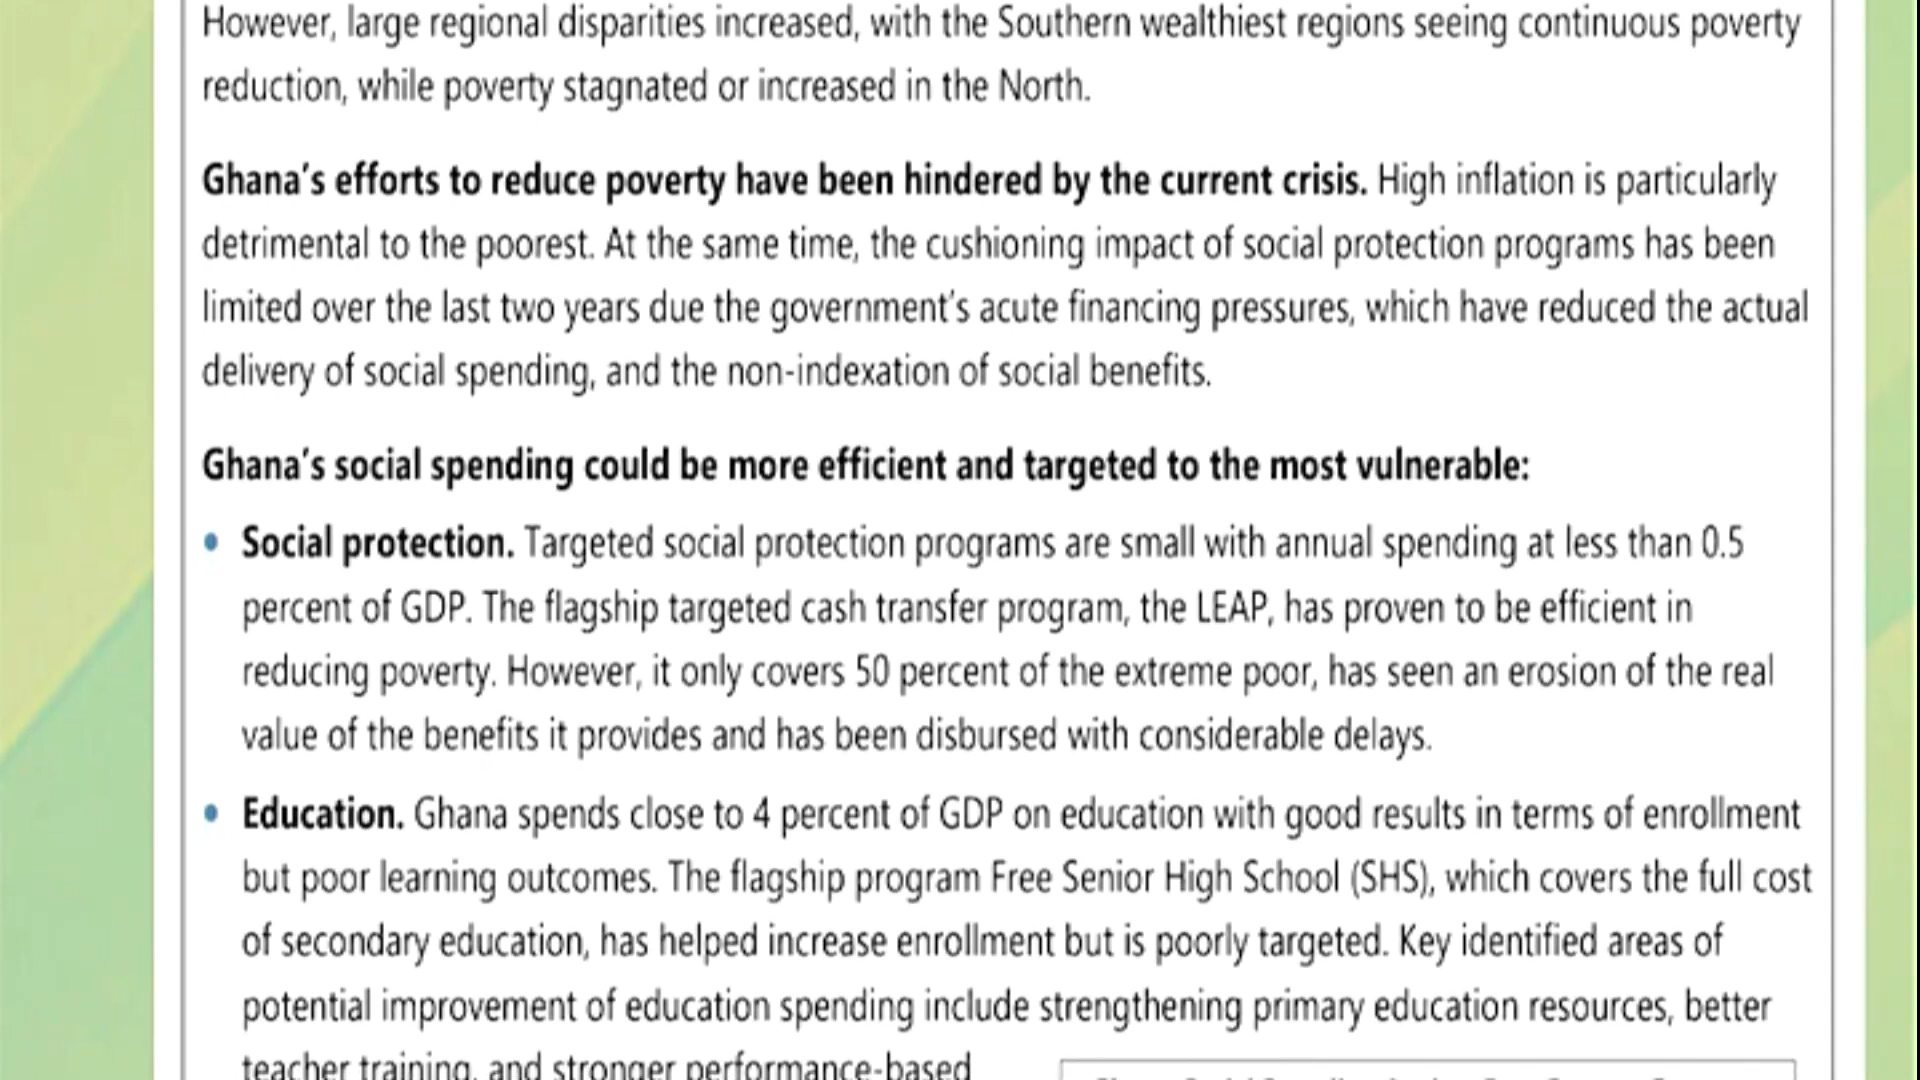 However, large regional disparities increased, with the Southern wealthiest regions seeing continuous poverty
reduction, while poverty stagnated or increased in the North.
Ghana's efforts to reduce poverty have been hindered by the current crisis. High inflation is particularly
detrimental to the poorest. At the same time, the cushioning impact of social protection programs has been
limited over the last two years due the government's acute financing pressures, which have reduced the actual
delivery of social spending, and the non-indexation of social benefits.
Ghana's social spending could be more efficient and targeted to the most vulnerable:
• Social protection. Targeted social protection programs are small with annual spending at less than 0.5
percent of GDP. The flagship targeted cash transfer program, the LEAP, has proven to be efficient in
reducing poverty. However, it only covers 50 percent of the extreme poor, has seen an erosion of the real
value of the benefits it provides and has been disbursed with considerable delays.
• Education. Ghana spends close to 4 percent of GDP on education with good results in terms of enrollment
but poor learning outcomes. The flagship program Free Senior High School (SHS), which covers the full cost
of secondary education, has helped increase enrollment but is poorly targeted. Key identified areas of
potential improvement of education spending include strengthening primary education resources, better
teacher training, and stronger performance-based